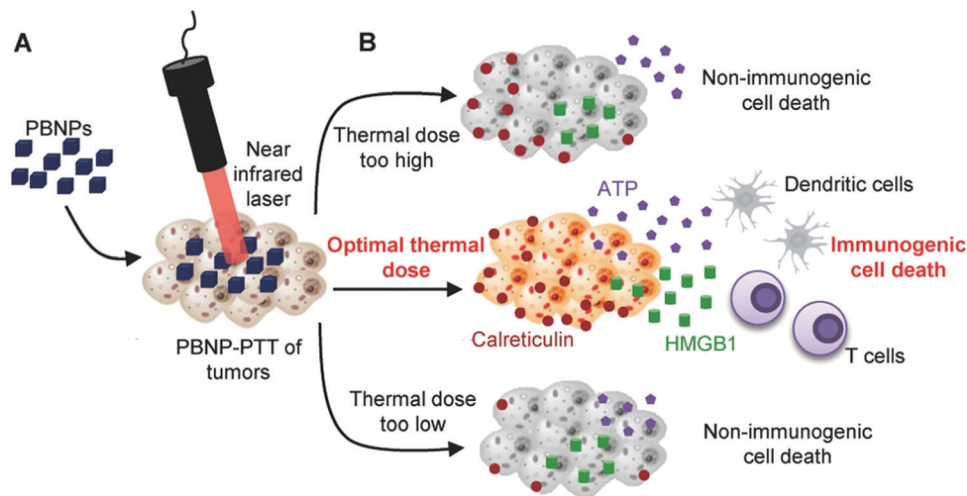 A
PBNPs
Near
infrared
laser
PBNP-PTT of
tumors
B
Thermal dose
too high
Non-immunogenic
cell death
Optimal thermal
dose
ATP
Dendritic cells
Immunogenic
cell death
Calreticulin
HMGB1
T cells
Thermal dose
too low
Non-immunogenic
cell death